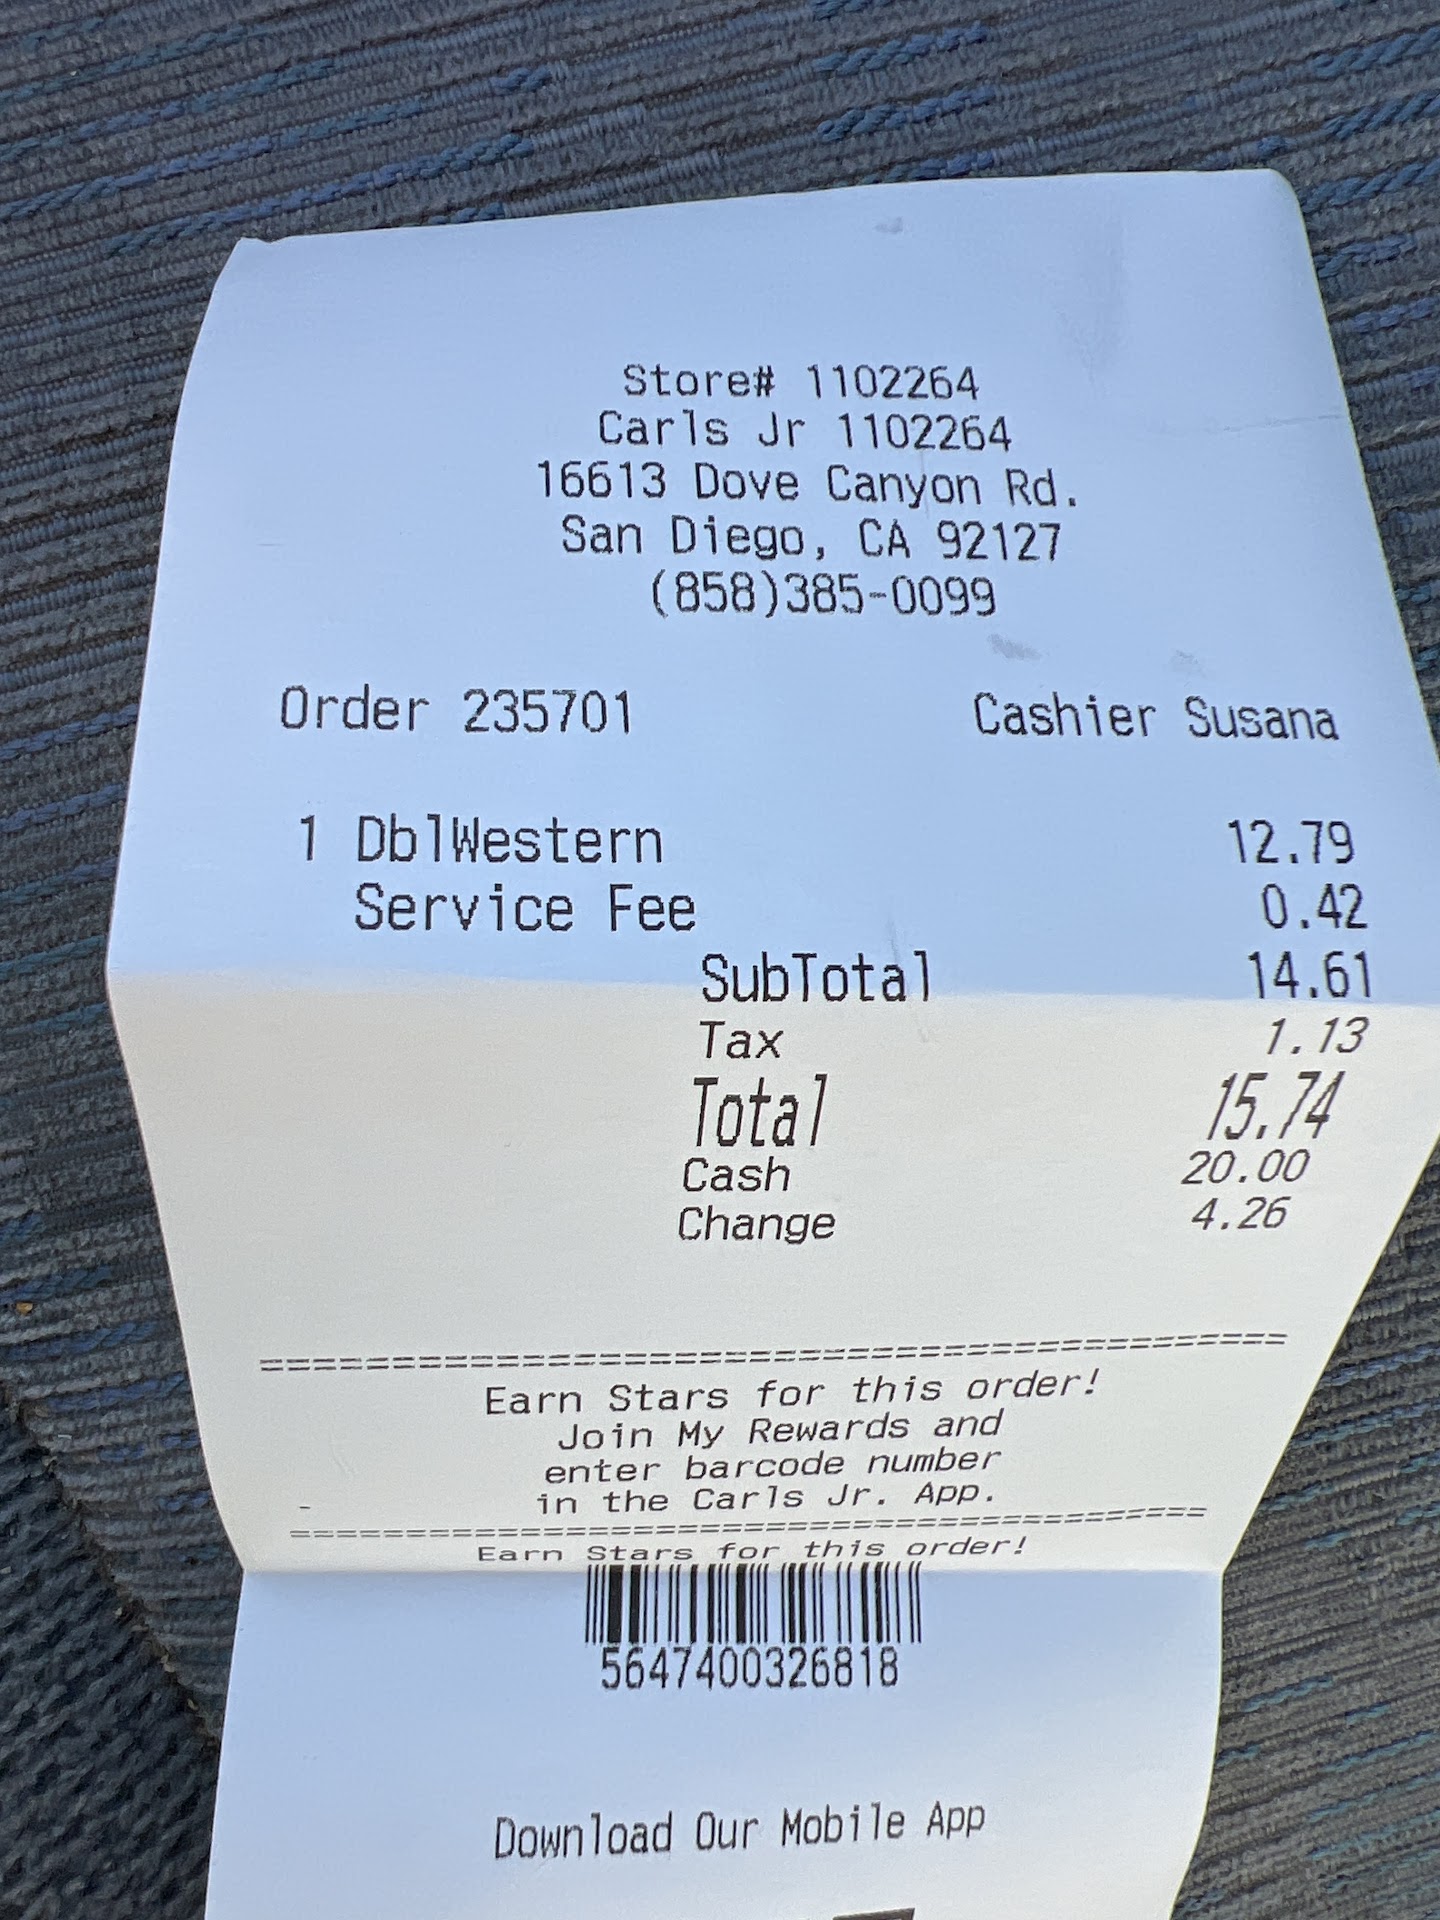 Store# 1102264
Carls Jr 1102264
16613 Dove Canyon Rd.
San Diego, CA 92127
(858)385-0099
Order 235701 Cashier Susana
1 DblWestern 12.79
Service Fee 0.42
SubTotal 14.61
Tax 1.13
Total 15.74
Cash 20.00
Change 4.26
========================================
Earn Stars for this order!
Join My Rewards and
enter barcode number
in the Carls Jr. App.
-
========================================
Earn Stars for this order!
5647400326818
Download Our Mobile App